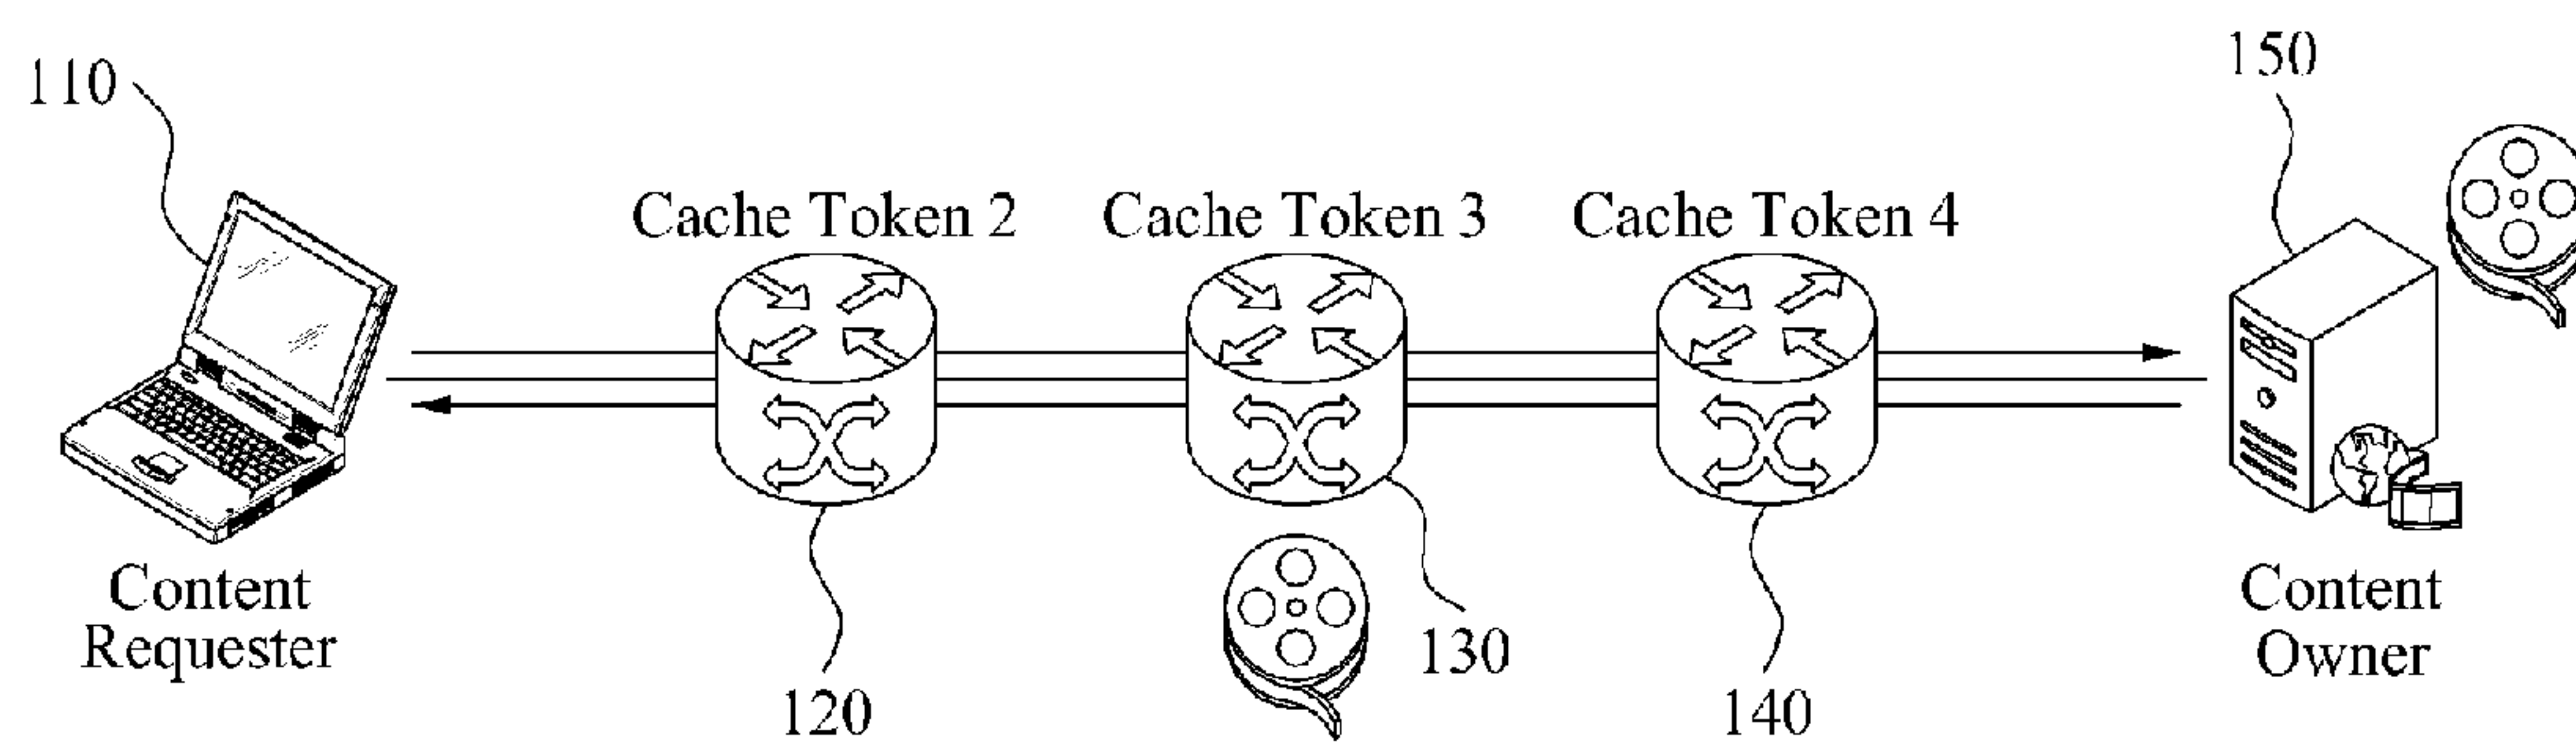 110
150
Cache Token 2
Cache Token 3
Cache Token 4
Content
Requester
Content
Owner
130
120
140